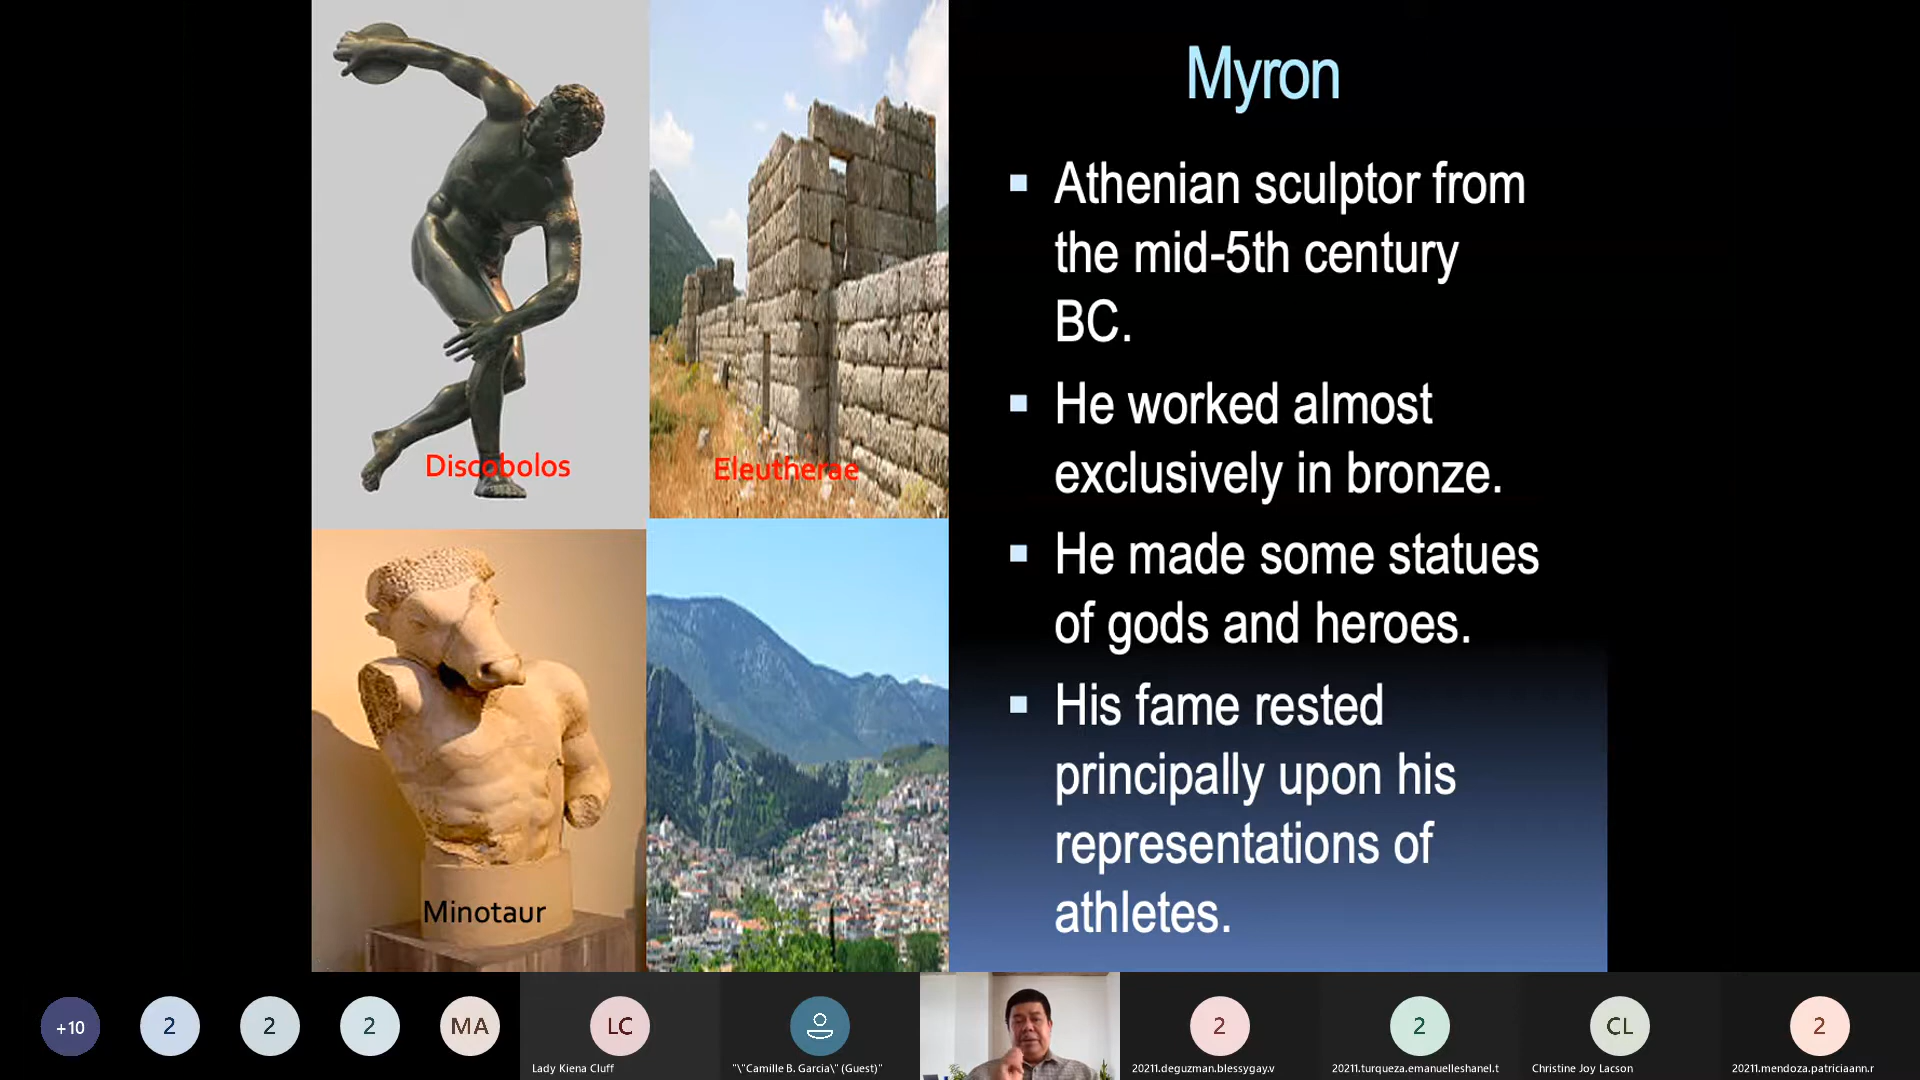 Myron
Athenian sculptor from
the mid-5th century
BC.
He worked almost
exclusively in bronze.
He made some statues
of gods and heroes.
His fame rested
principally upon his
representations of
athletes.
Discobolos
Eleutherae
Minotaur
+10
2
2
2
MA
LC
2
2
CL
2
Lady Kiena Cluff
"\"Camille B. Garcia\" (Guest)"
20211.deguzman.blessygay.v
20211.turqueza.emanuelleshanel.t
Christine Joy Lacson
20211.mendoza.patriciaann.r